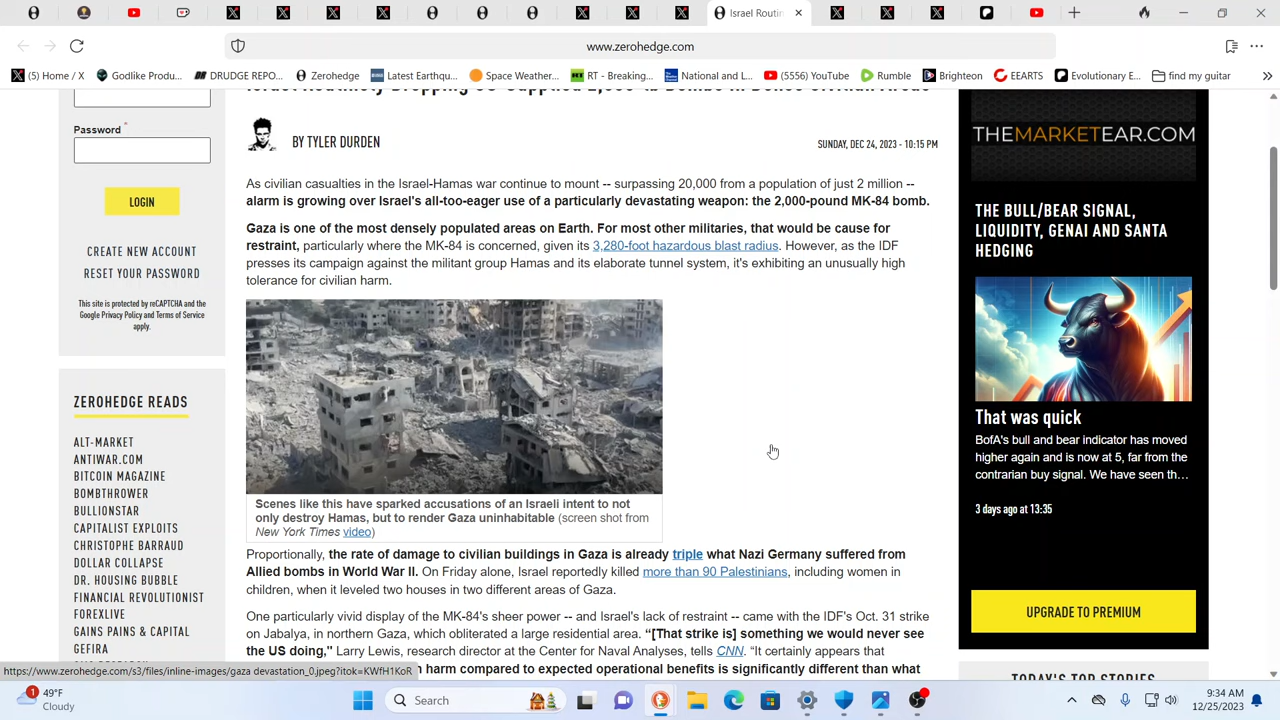 Israel Routin
www.zerohedge.com
(5) Home / X
Godlike Produ...
DRUDGE REPO...
Zerohedge
Latest Earthqu...
Space Weather...
RT - Breaking...
National and L...
(5556) YouTube
Rumble
Brighteon
EEARTS
Evolutionary E...
find my guitar
Password *
LOGIN
CREATE NEW ACCOUNT
RESET YOUR PASSWORD
This site is protected by reCAPTCHA and the
Google Privacy Policy and Terms of Service
apply.
ZEROHEDGE READS
ALT-MARKET
ANTIWAR.COM
BITCOIN MAGAZINE
BOMBTHROWER
BULLIONSTAR
CAPITALIST EXPLOITS
CHRISTOPHE BARRAUD
DOLLAR COLLAPSE
DR. HOUSING BUBBLE
FINANCIAL REVOLUTIONIST
FOREXLIVE
GAINS PAINS & CAPITAL
GEFIRA
Israel Routinely Dropping US-Supplied 2,000-lb Bombs In Dense Civilian Areas
BY TYLER DURDEN
SUNDAY, DEC 24, 2023 - 10:15 PM
As civilian casualties in the Israel-Hamas war continue to mount -- surpassing 20,000 from a population of just 2 million --
alarm is growing over Israel's all-too-eager use of a particularly devastating weapon: the 2,000-pound MK-84 bomb.
Gaza is one of the most densely populated areas on Earth. For most other militaries, that would be cause for
restraint, particularly where the MK-84 is concerned, given its 3,280-foot hazardous blast radius. However, as the IDF
presses its campaign against the militant group Hamas and its elaborate tunnel system, it's exhibiting an unusually high
tolerance for civilian harm.
Scenes like this have sparked accusations of an Israeli intent to not
only destroy Hamas, but to render Gaza uninhabitable (screen shot from
New York Times video)
Proportionally, the rate of damage to civilian buildings in Gaza is already triple what Nazi Germany suffered from
Allied bombs in World War II. On Friday alone, Israel reportedly killed more than 90 Palestinians, including women in
children, when it leveled two houses in two different areas of Gaza.
One particularly vivid display of the MK-84's sheer power -- and Israel's lack of restraint -- came with the IDF's Oct. 31 strike
on Jabalya, in northern Gaza, which obliterated a large residential area. "[That strike is] something we would never see
the US doing," Larry Lewis, research director at the Center for Naval Analyses, tells CNN. "It certainly appears that
harm compared to expected operational benefits is significantly different than what
THEMARKETEAR.COM
THE BULL/BEAR SIGNAL,
LIQUIDITY, GENAI AND SANTA
HEDGING
That was quick
BofA's bull and bear indicator has moved
higher again and is now at 5, far from the
contrarian buy signal. We have seen th...
3 days ago at 13:35
UPGRADE TO PREMIUM
TODAY'S TOP STORIES
https://www.zerohedge.com/s3/files/inline-images/gaza devastation_0.jpeg?itok=KWfH1KoR
1
49°F
Cloudy
Search
9:34 AM
12/25/2023